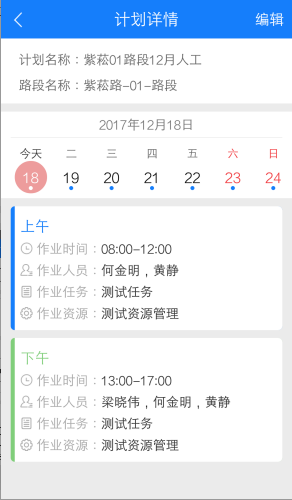 计划详情 编辑
计划名称：紫菘01路段12月人工
路段名称：紫菘路-01-路段
2017年12月18日
今天 二 三 四 五 六 日
18 19 20 21 22 23 24
上午
作业时间：08:00-12:00
作业人员：何金明，黄静
作业任务：测试任务
作业资源：测试资源管理
下午
作业时间：13:00-17:00
作业人员：梁晓伟，何金明，黄静
作业任务：测试任务
作业资源：测试资源管理